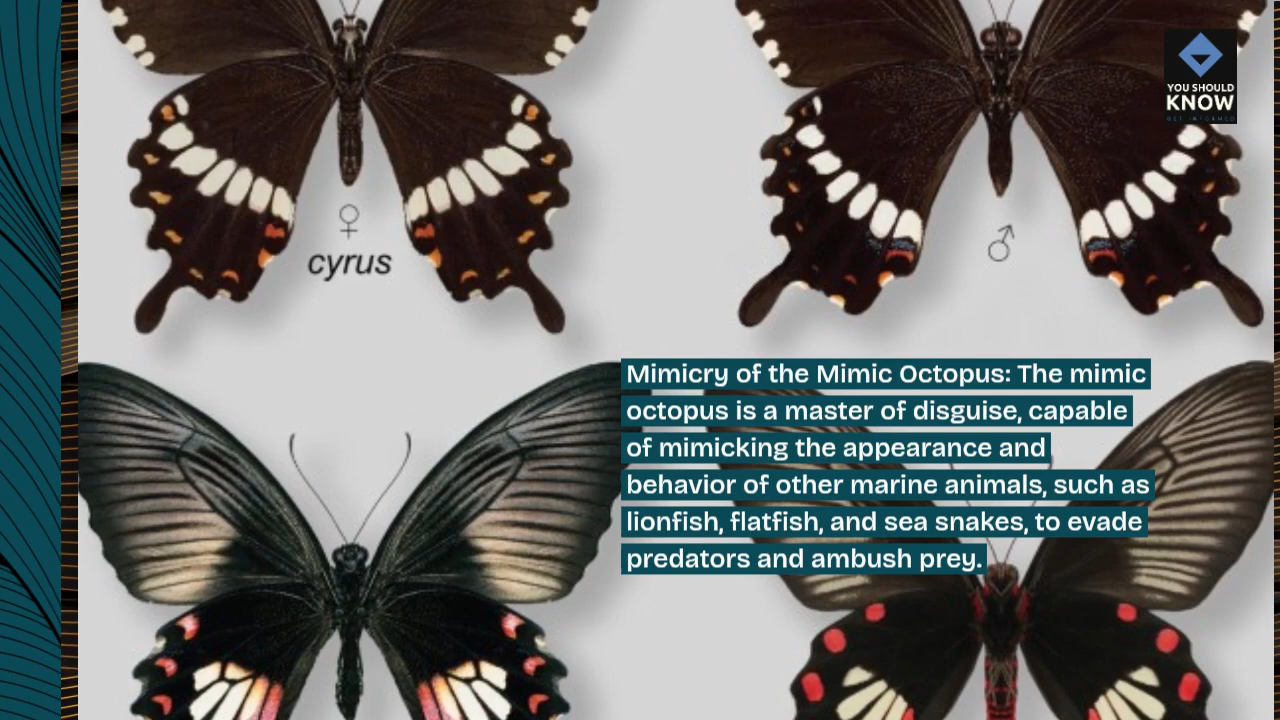 YOU SHOULD
KNOW
GET INFORMED
♀
cyrus
♂
Mimicry of the Mimic Octopus: The mimic
octopus is a master of disguise, capable
of mimicking the appearance and
behavior of other marine animals, such as
lionfish, flatfish, and sea snakes, to evade
predators and ambush prey.